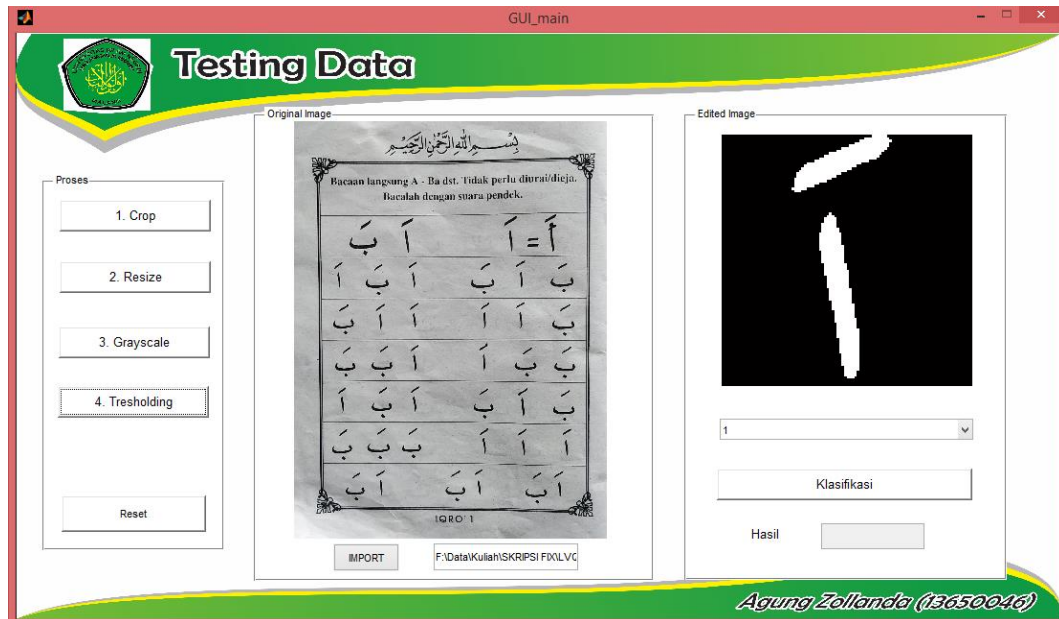 GUI_main
Testing Data
Proses
1. Crop
2. Resize
3. Grayscale
4. Tresholding
Reset
Original Image
بِسْــــمِ اللهِ الرَّحْمٰنِ الرَّحِيْمِ
Bacaan langsung A - Ba dst. Tidak perlu diurai/dieja.
Bacalah dengan suara pendek.
أَ = اَ اَ بَ
بَ اَ بَ اَ بَ اَ
بَ اَ اَ اَ اَ بَ
بَ بَ اَ اَ بَ بَ
بَ اَ بَ اَ بَ اَ
اَ اَ اَ بَ بَ بَ
اَ بَ اَ بَ اَ بَ
IQRO' 1
IMPORT
F:\Data\Kuliah\SKRIPSI FIX\LVQ
Edited Image
اَ
1
Klasifikasi
Hasil
Agung Zollanda (13650046)